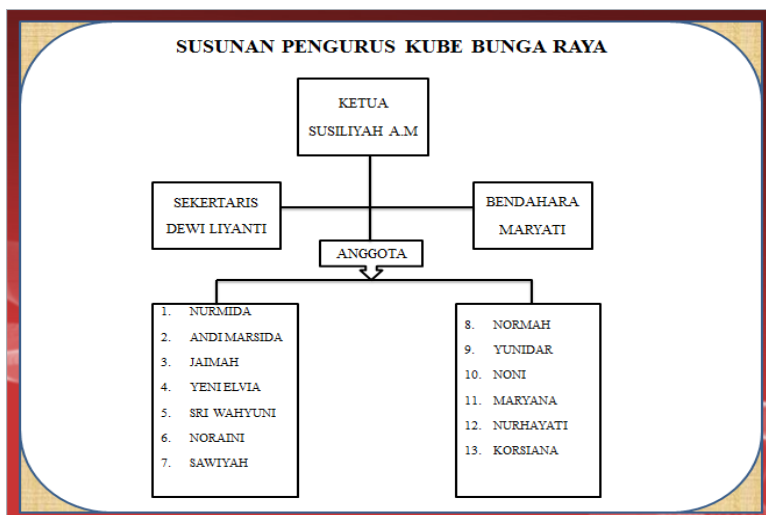 SUSUNAN PENGURUS KUBE BUNGA RAYA
KETUA
SUSILIYAH A.M
SEKERTARIS
DEWI LIYANTI
BENDAHARA
MARYATI
ANGGOTA
1. NURMIDA
2. ANDI MARSIDA
3. JAIMAH
4. YENI ELVIA
5. SRI WAHYUNI
6. NORAINI
7. SAWIYAH
8. NORMAH
9. YUNIDAR
10. NONI
11. MARYANA
12. NURHAYATI
13. KORSIANA